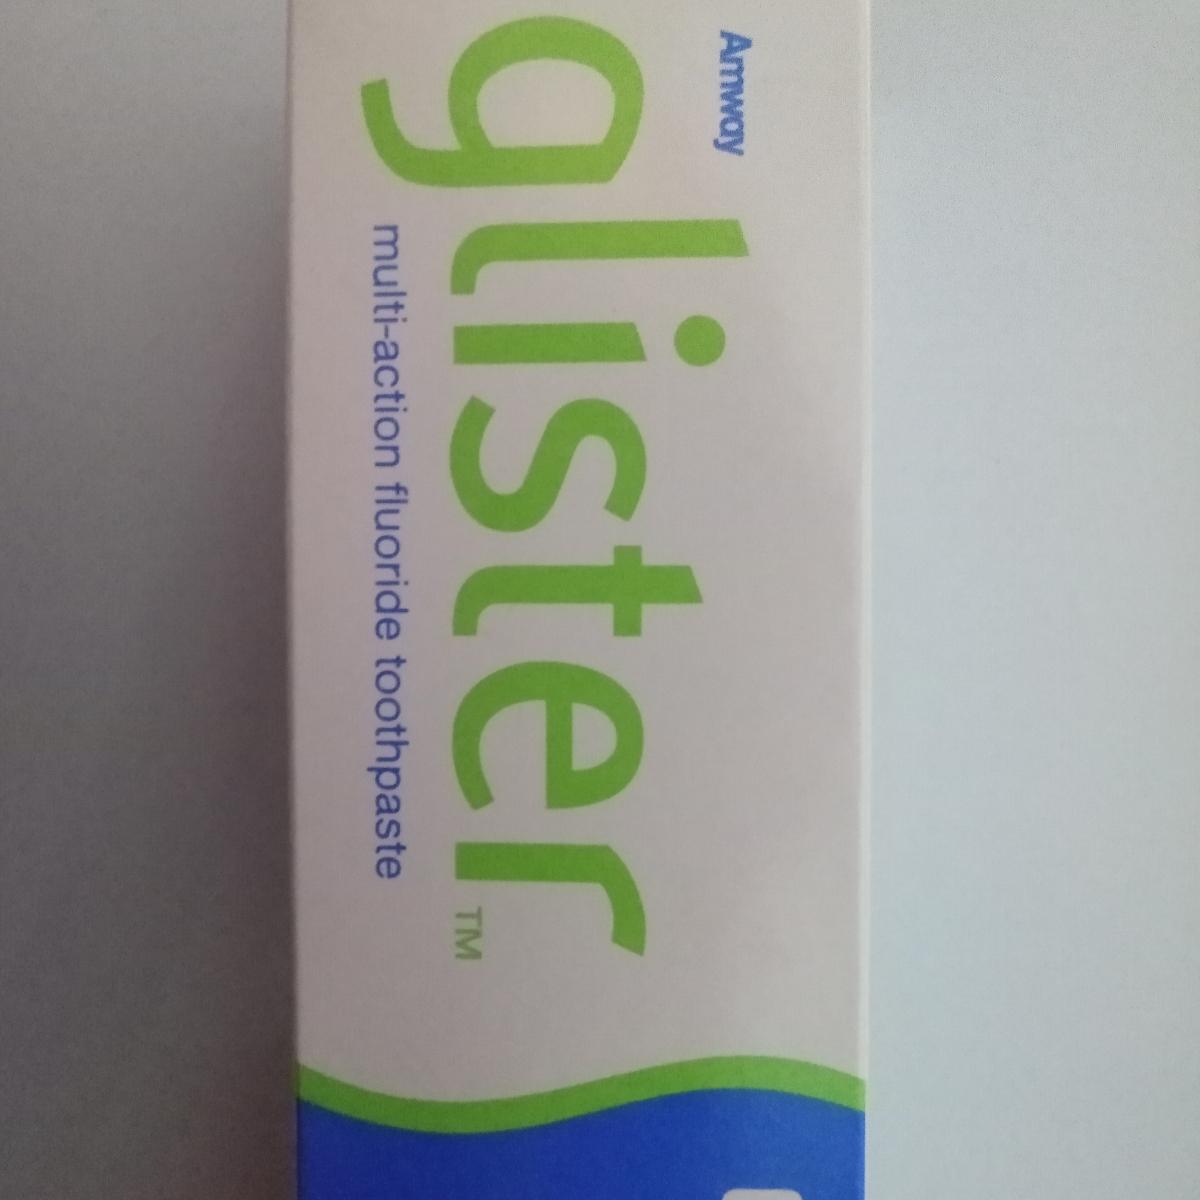 Amway
glister™
multi-action fluoride toothpaste